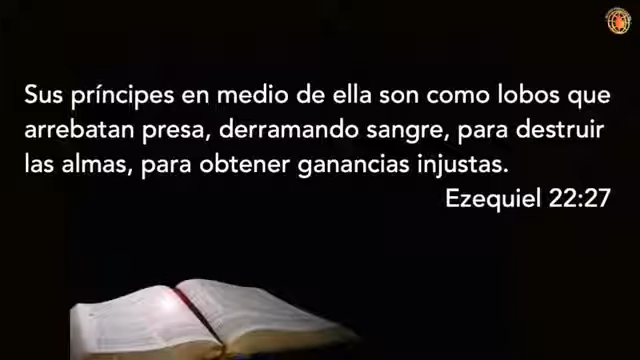 Sus príncipes en medio de ella son como lobos que
arrebatan presa, derramando sangre, para destruir
las almas, para obtener ganancias injustas.
Ezequiel 22:27